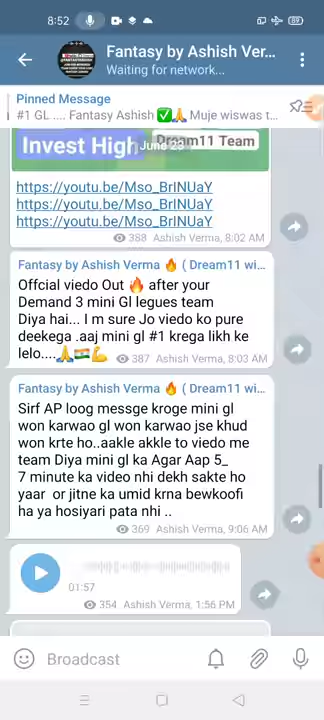 8:52
89
Fantasy by Ashish Ver...
Waiting for network...
Pinned Message
#1 GL .... Fantasy Ashish ✅🙏 Muje wiswas t...
Invest High
June 23
Dream11 Team
https://youtu.be/Mso_BrINUaY
https://youtu.be/Mso_BrINUaY
https://youtu.be/Mso_BrINUaY
388 Ashish Verma, 8:02 AM
Fantasy by Ashish Verma 🔥 ( Dream11 wi...
Offcial viedo Out 🔥 after your
Demand 3 mini Gl legues team
Diya hai... I m sure Jo viedo ko pure
deekega .aaj mini gl #1 krega likh ke
lelo....🙏🇮🇳💪
387 Ashish Verma, 8:03 AM
Fantasy by Ashish Verma 🔥 ( Dream11 wi...
Sirf AP loog messge kroge mini gl
won karwao gl won karwao jse khud
won krte ho..aakle akkle to viedo me
team Diya mini gl ka Agar Aap 5_
7 minute ka video nhi dekh sakte ho
yaar or jitne ka umid krna bewkoofi
ha ya hosiyari pata nhi ..
369 Ashish Verma, 9:06 AM
01:57
354 Ashish Verma, 1:56 PM
Broadcast